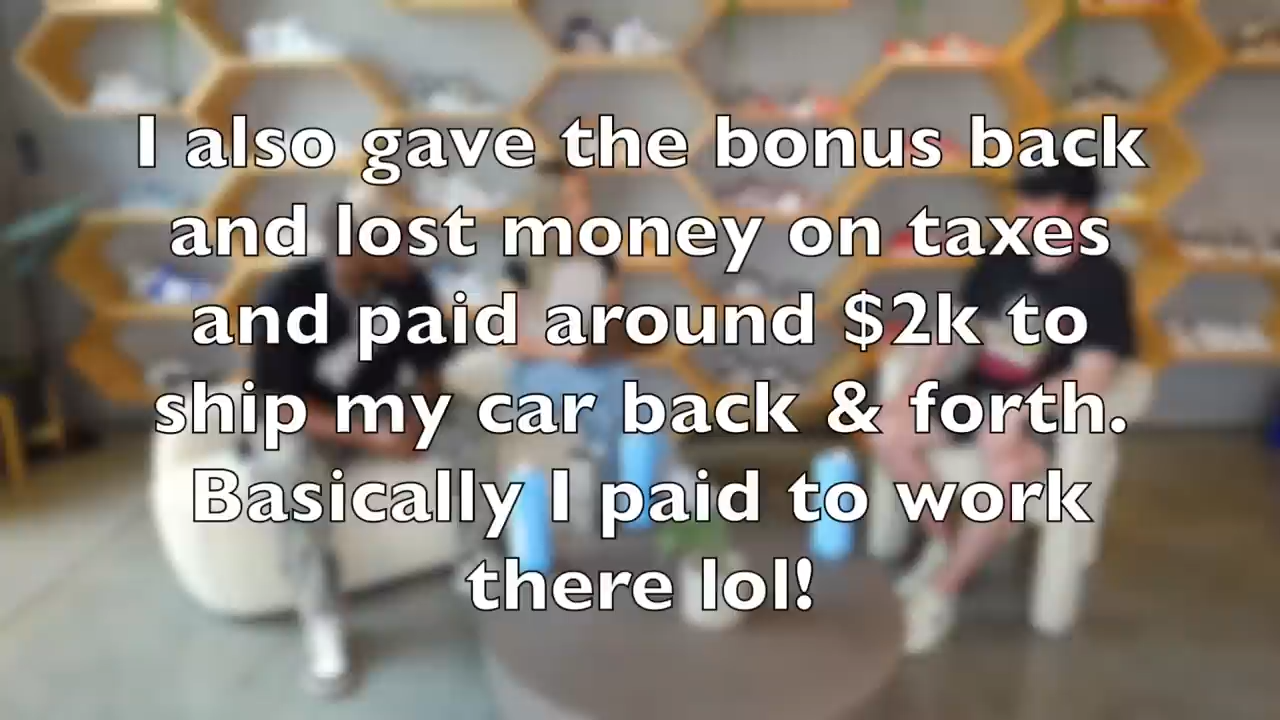 I also gave the bonus back
and lost money on taxes
and paid around $2k to
ship my car back & forth.
Basically I paid to work
there lol!